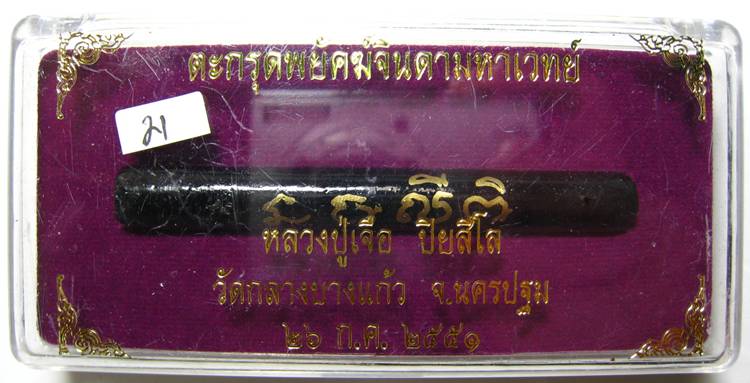 ตะกรุดพยัคฆ์จินดามหาเวทย์
ม
หลวงปู่เจือ ปิยสีโล
วัดกลางบางแก้ว จ.นครปฐม
๒๖ ก.ค. ๒๕๕๑